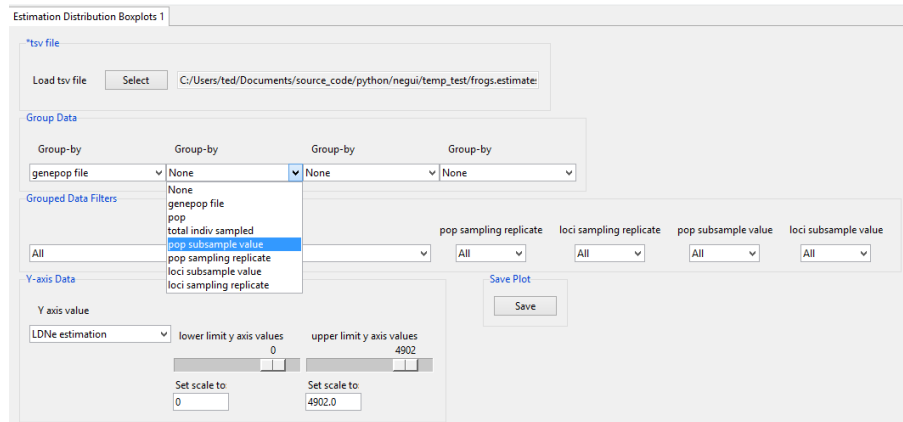 Estimation Distribution Boxplots 1
*tsv file
Load tsv file Select C:/Users/ted/Documents/source_code/python/negui/temp_test/frogs.estimates
Group Data
Group-by Group-by Group-by Group-by
genepop file None None None
None
genepop file
pop
total indiv sampled
pop subsample value
pop sampling replicate
loci subsample value
loci sampling replicate
Grouped Data Filters
pop sampling replicate loci sampling replicate pop subsample value loci subsample value
All All All All All
Y-axis Data
Y axis value
LDNe estimation
lower limit y axis values upper limit y axis values
0 4902
Set scale to: Set scale to:
0 4902.0
Save Plot
Save